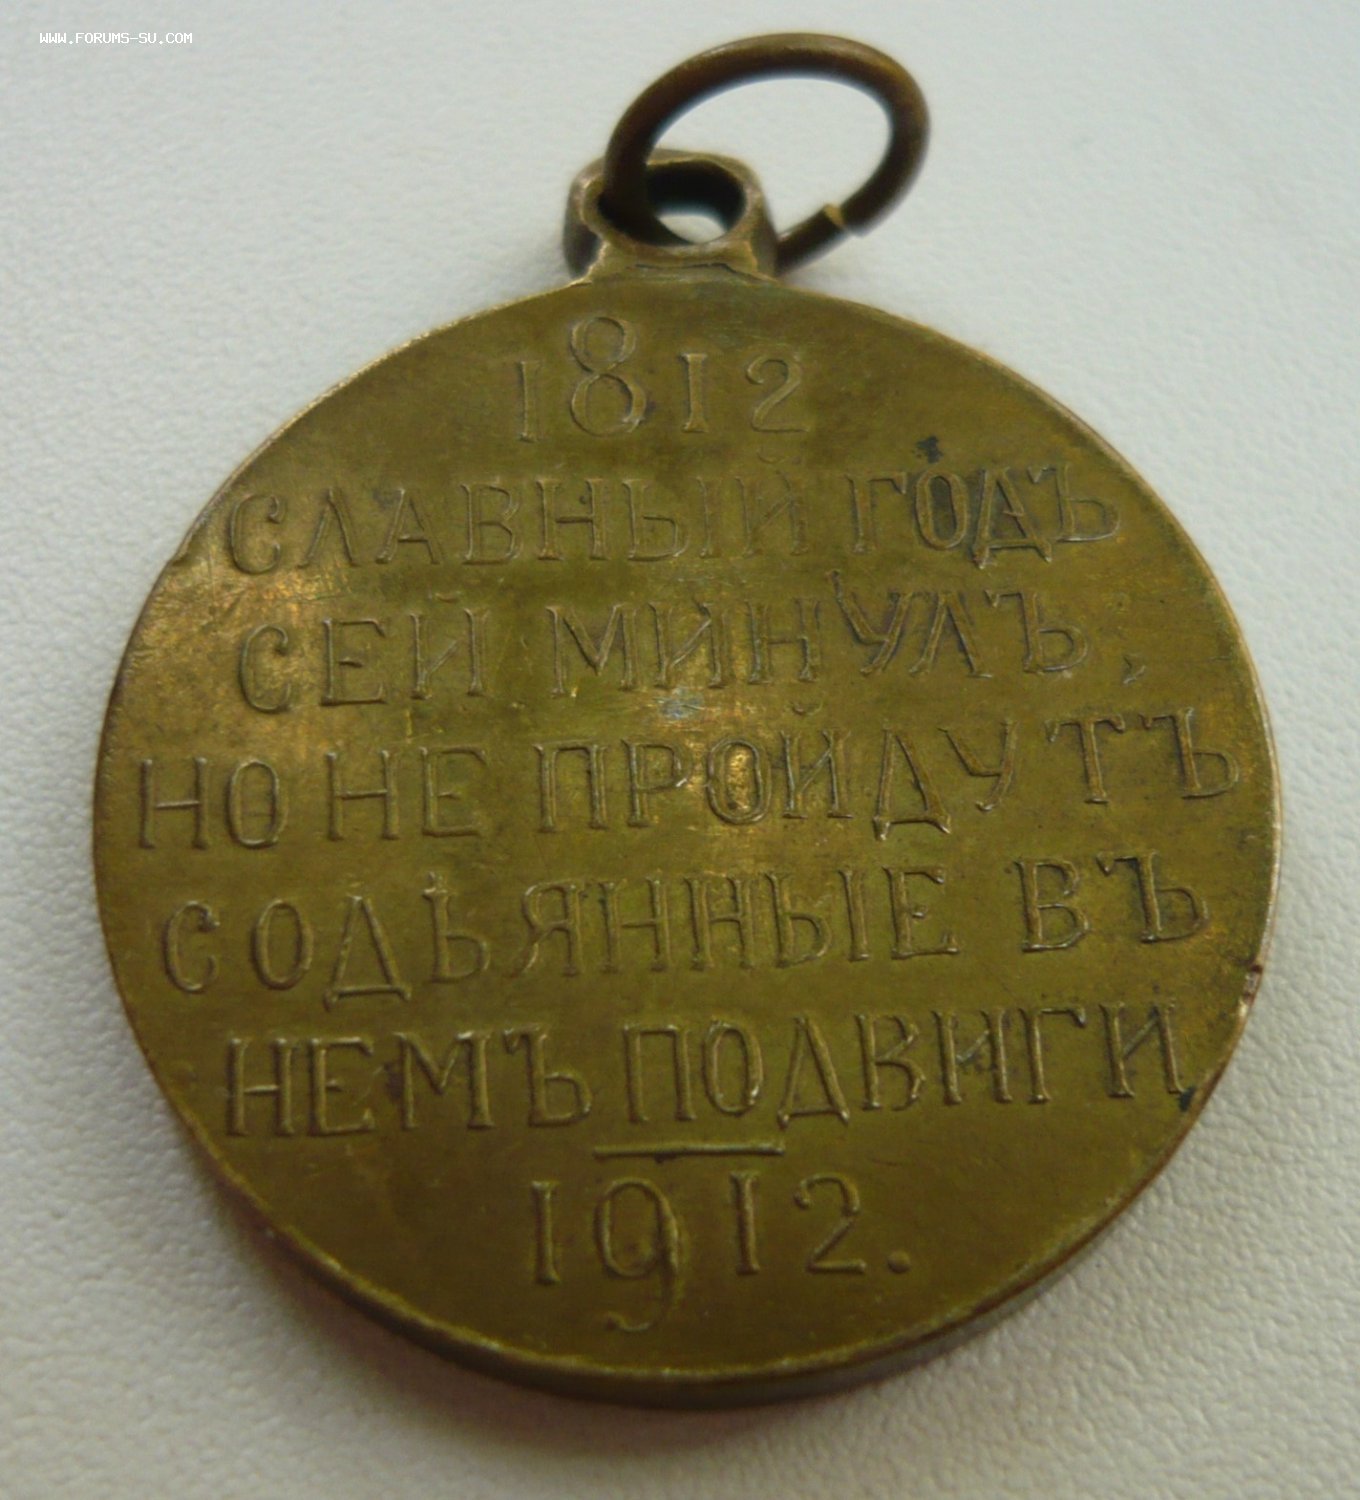 WWW.FORUMS-SU.COM
1812
СЛАВНЫЙ ГОДЪ
СЕЙ МИНУЛЪ,
НО НЕ ПРОЙДУТЪ
СОДѢЯННЫЕ ВЪ
НЕМЪ ПОДВИГИ
1912.